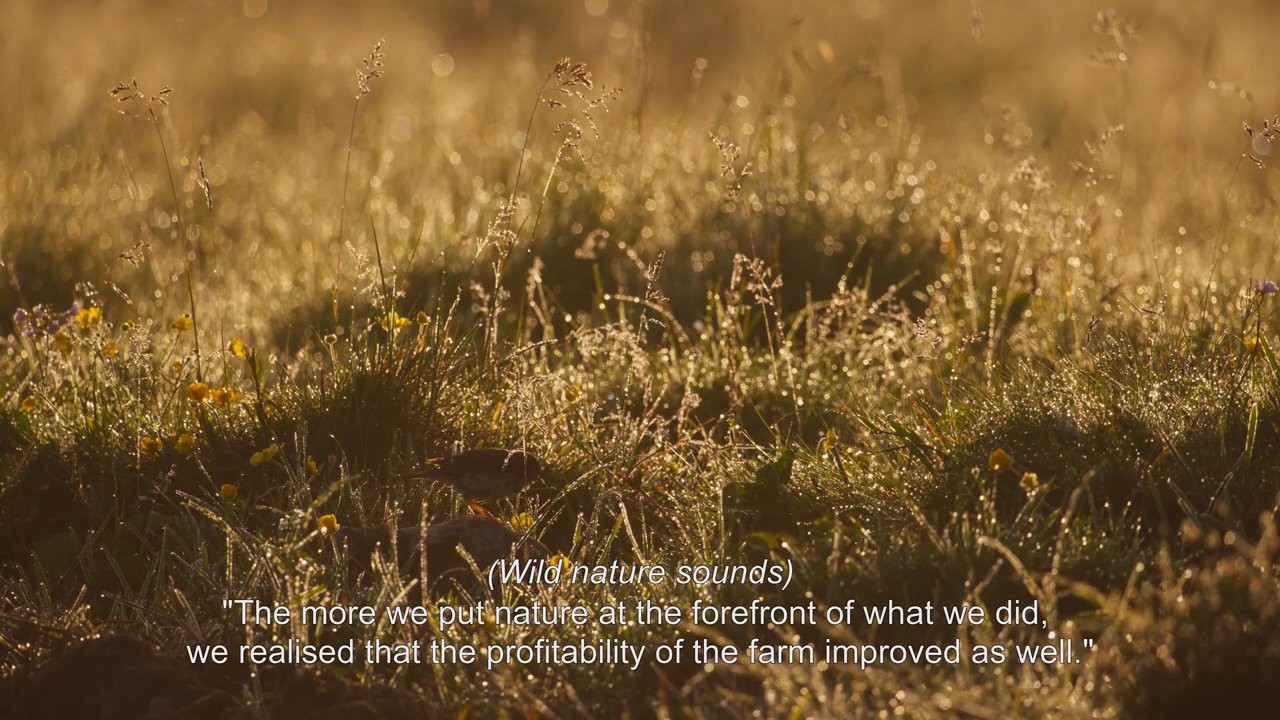 (Wild nature sounds)
"The more we put nature at the forefront of what we did,
we realised that the profitability of the farm improved as well."